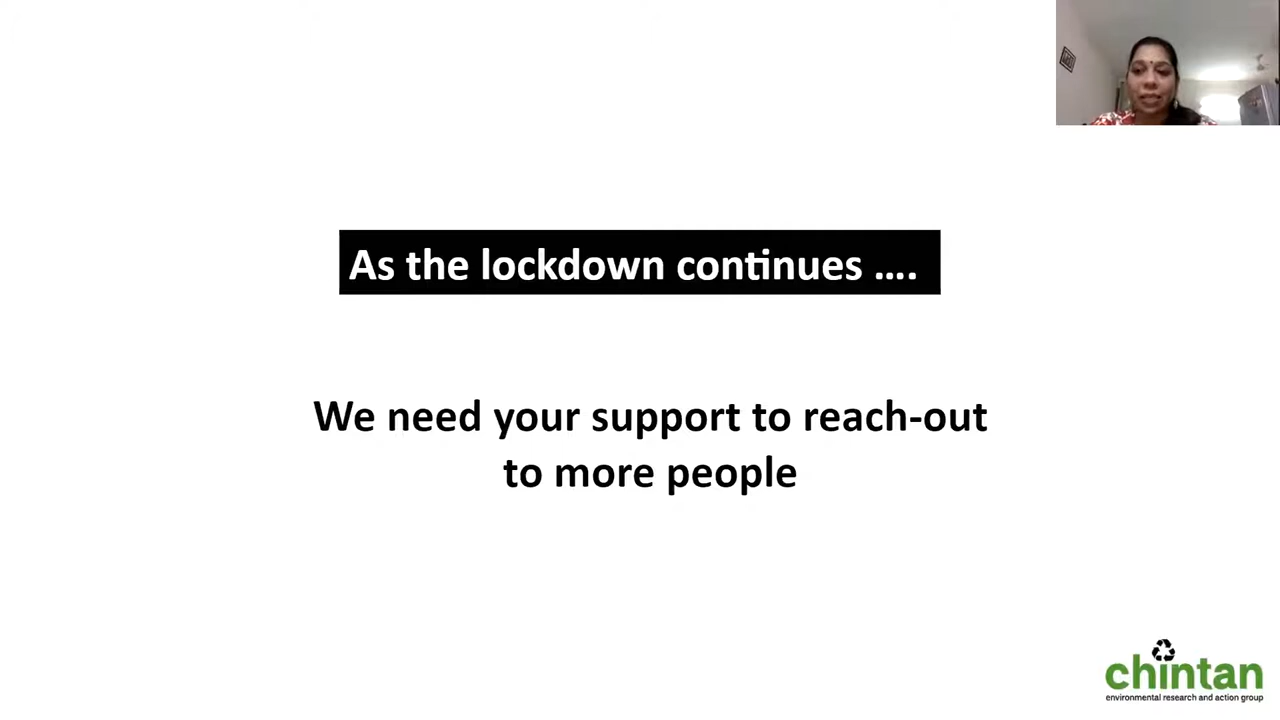 As the lockdown continues ….
We need your support to reach-out
to more people
chintan
environmental research and action group